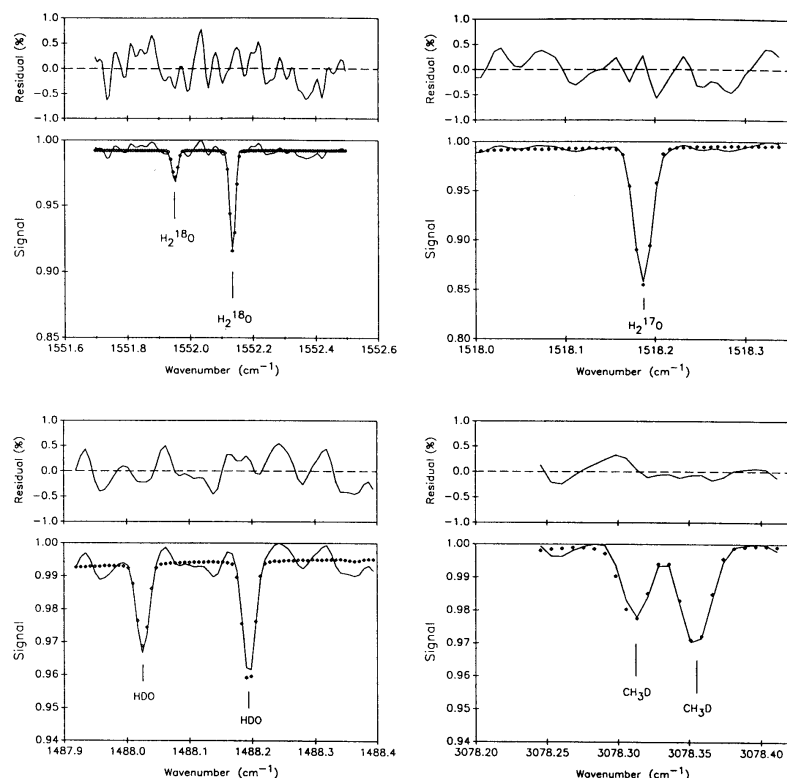 Residual (%)
1.0
0.5
0.0
−0.5
−1.0
Signal
1.00
0.95
0.90
0.85
H₂¹⁸O
H₂¹⁸O
1551.6 1551.8 1552.0 1552.2 1552.4 1552.6
Wavenumber (cm⁻¹)
Residual (%)
1.0
0.5
0.0
−0.5
−1.0
Signal
1.00
0.95
0.90
0.85
0.80
H₂¹⁷O
1518.0 1518.1 1518.2 1518.3
Wavenumber (cm⁻¹)
Residual (%)
1.0
0.5
0.0
−0.5
−1.0
Signal
1.00
0.99
0.98
0.97
0.96
0.95
0.94
HDO
HDO
1487.9 1488.0 1488.1 1488.2 1488.3 1488.4
Wavenumber (cm⁻¹)
Residual (%)
1.0
0.5
0.0
−0.5
−1.0
Signal
1.00
0.99
0.98
0.97
0.96
0.95
0.94
CH₃D
CH₃D
3078.20 3078.25 3078.30 3078.35 3078.40
Wavenumber (cm⁻¹)